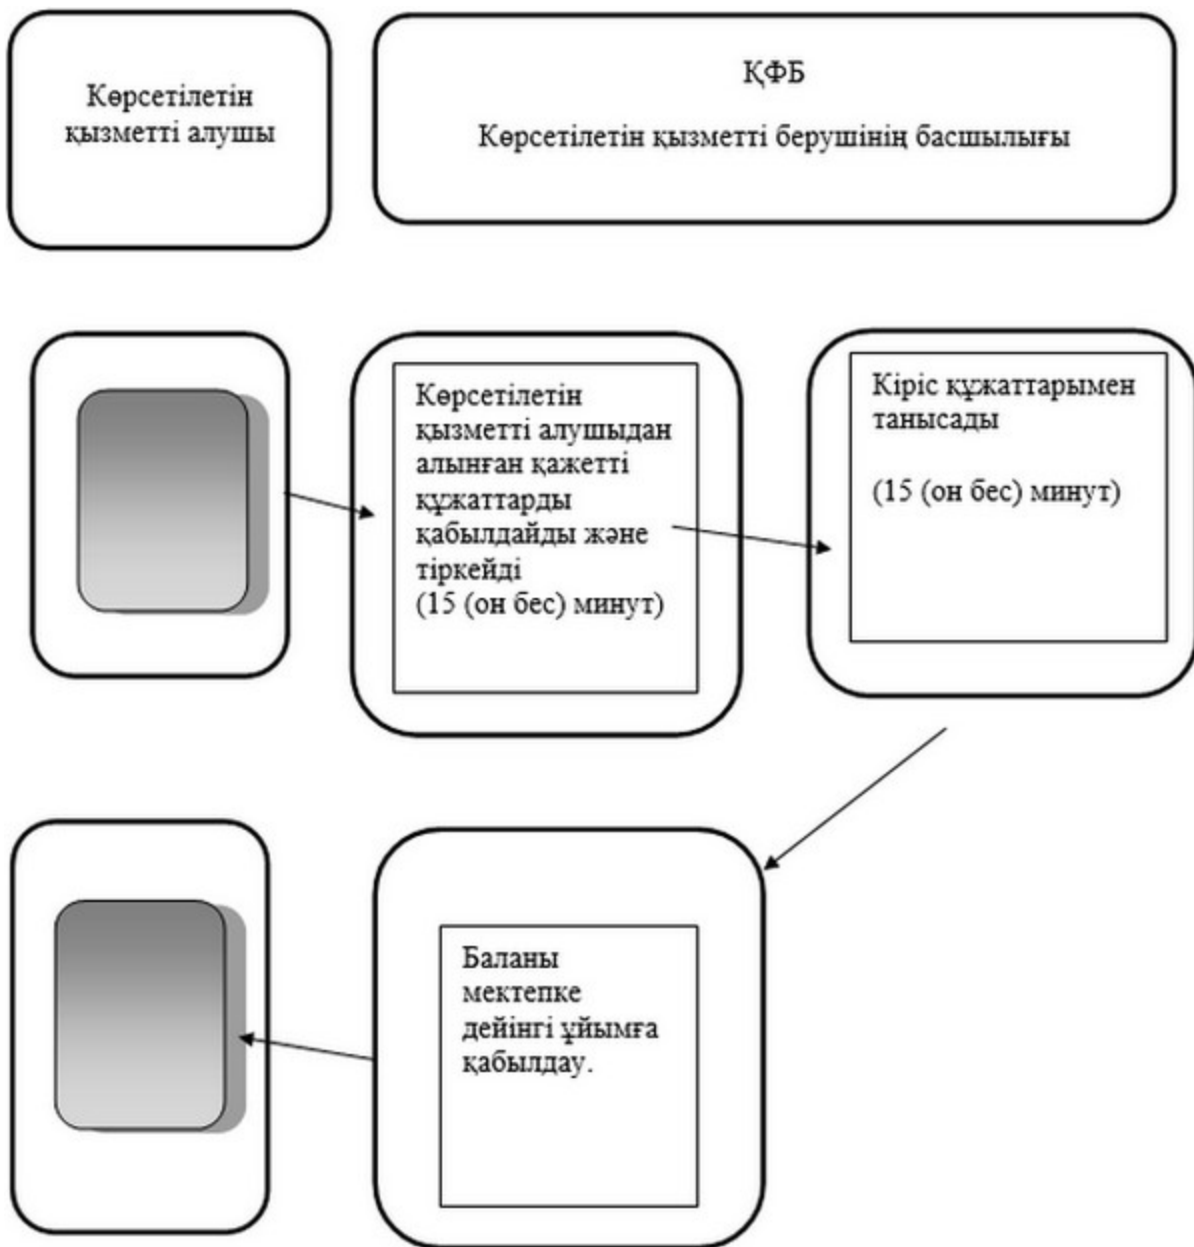 Көрсетілетін
қызметті алушы
ҚФБ
Көрсетілетін қызметті берушінің басшылығы
Көрсетілетін
қызметті алушыдан
алынған қажетті
құжаттарды
қабылдайды және
тіркейді
(15 (он бес) минут)
Кіріс құжаттарымен
танысады
(15 (он бес) минут)
Баланы
мектепке
дейінгі ұйымға
қабылдау.